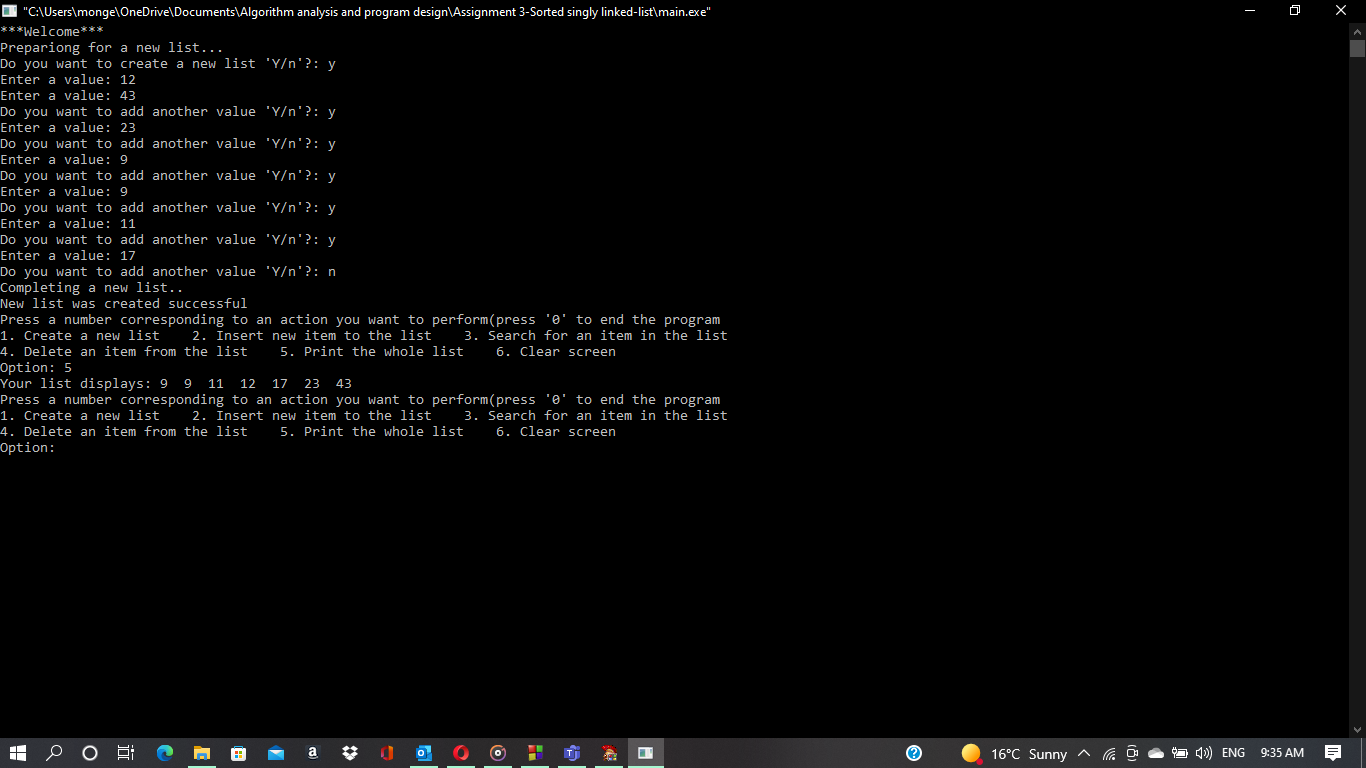 "C:\Users\monge\OneDrive\Documents\Algorithm analysis and program design\Assignment 3-Sorted singly linked-list\main.exe"
***Welcome***
Prepariong for a new list...
Do you want to create a new list 'Y/n'?: y
Enter a value: 12
Enter a value: 43
Do you want to add another value 'Y/n'?: y
Enter a value: 23
Do you want to add another value 'Y/n'?: y
Enter a value: 9
Do you want to add another value 'Y/n'?: y
Enter a value: 9
Do you want to add another value 'Y/n'?: y
Enter a value: 11
Do you want to add another value 'Y/n'?: y
Enter a value: 17
Do you want to add another value 'Y/n'?: n
Completing a new list..
New list was created successful
Press a number corresponding to an action you want to perform(press '0' to end the program
1. Create a new list    2. Insert new item to the list    3. Search for an item in the list
4. Delete an item from the list    5. Print the whole list    6. Clear screen
Option: 5
Your list displays: 9  9  11  12  17  23  43
Press a number corresponding to an action you want to perform(press '0' to end the program
1. Create a new list    2. Insert new item to the list    3. Search for an item in the list
4. Delete an item from the list    5. Print the whole list    6. Clear screen
Option:
16°C Sunny ENG 9:35 AM